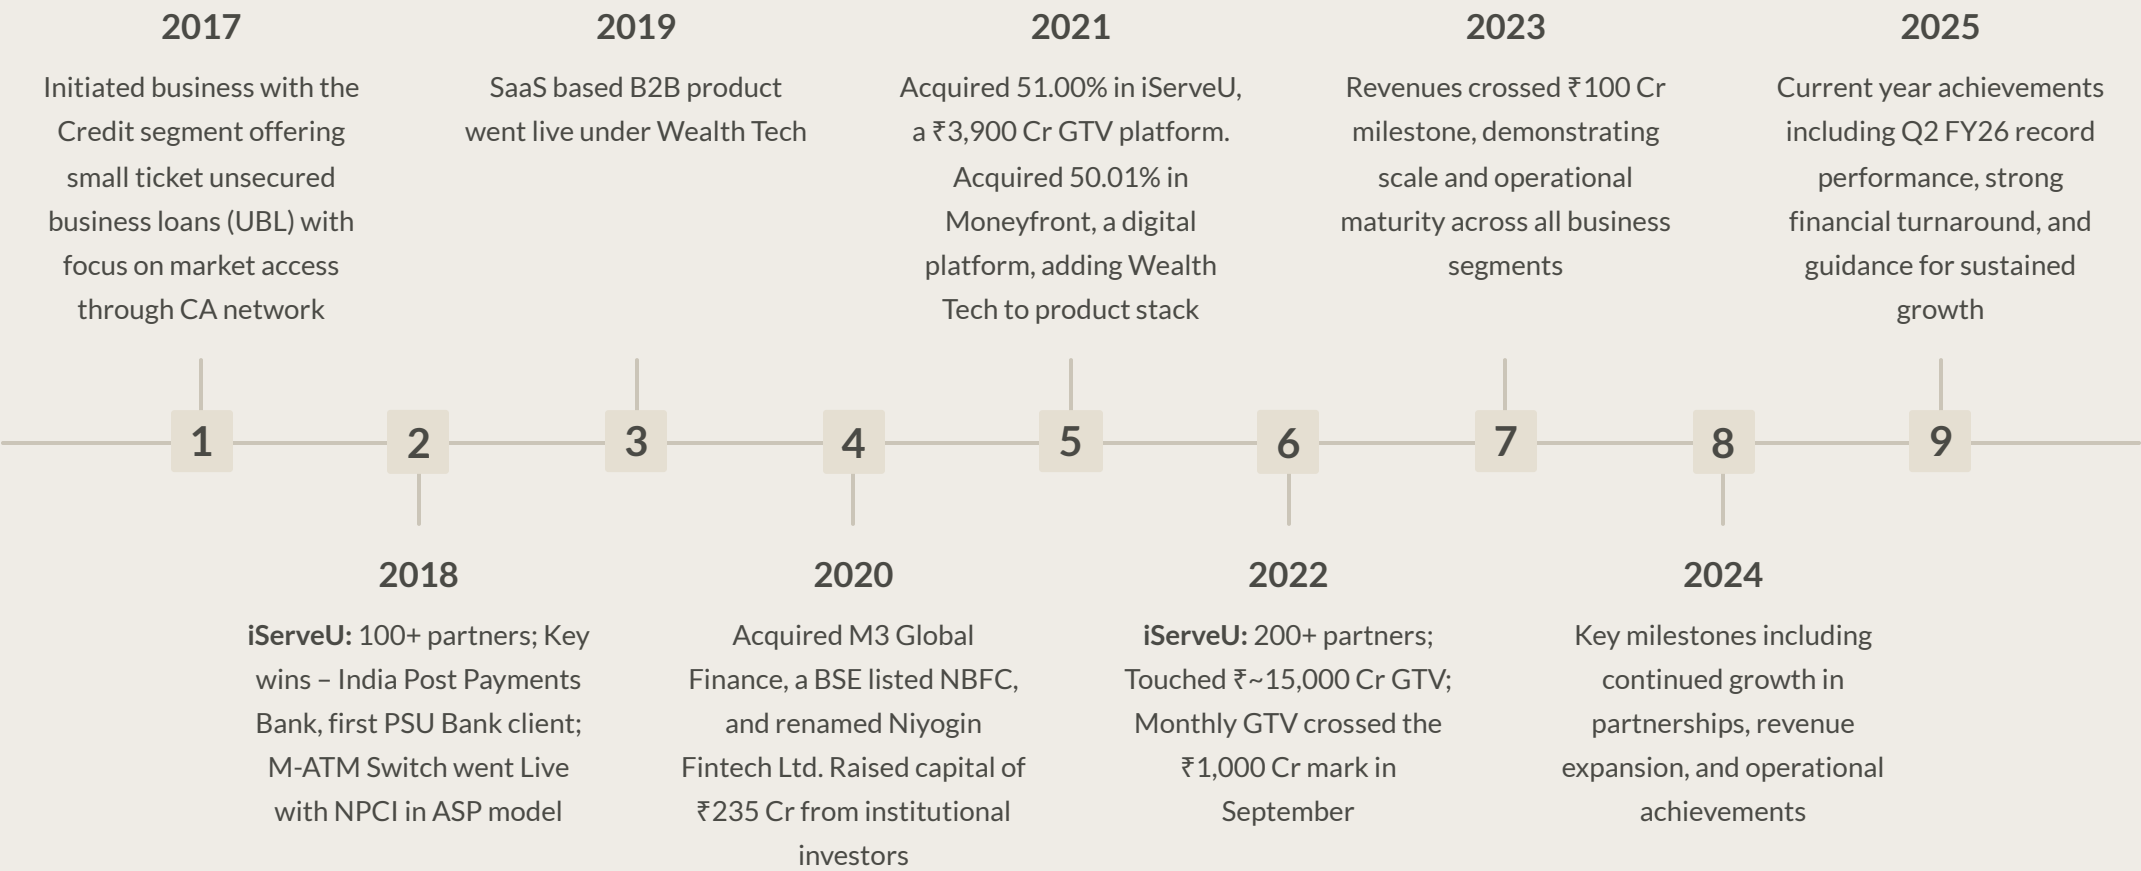 2017
Initiated business with the
Credit segment offering
small ticket unsecured
business loans (UBL) with
focus on market access
through CA network
2019
SaaS based B2B product
went live under Wealth Tech
2021
Acquired 51.00% in iServeU,
a ₹3,900 Cr GTV platform.
Acquired 50.01% in
Moneyfront, a digital
platform, adding Wealth
Tech to product stack
2023
Revenues crossed ₹100 Cr
milestone, demonstrating
scale and operational
maturity across all business
segments
2025
Current year achievements
including Q2 FY26 record
performance, strong
financial turnaround, and
guidance for sustained
growth
1 2 3 4 5 6 7 8 9
2018
iServeU: 100+ partners; Key
wins – India Post Payments
Bank, first PSU Bank client;
M-ATM Switch went Live
with NPCI in ASP model
2020
Acquired M3 Global
Finance, a BSE listed NBFC,
and renamed Niyogin
Fintech Ltd. Raised capital of
₹235 Cr from institutional
investors
2022
iServeU: 200+ partners;
Touched ₹~15,000 Cr GTV;
Monthly GTV crossed the
₹1,000 Cr mark in
September
2024
Key milestones including
continued growth in
partnerships, revenue
expansion, and operational
achievements